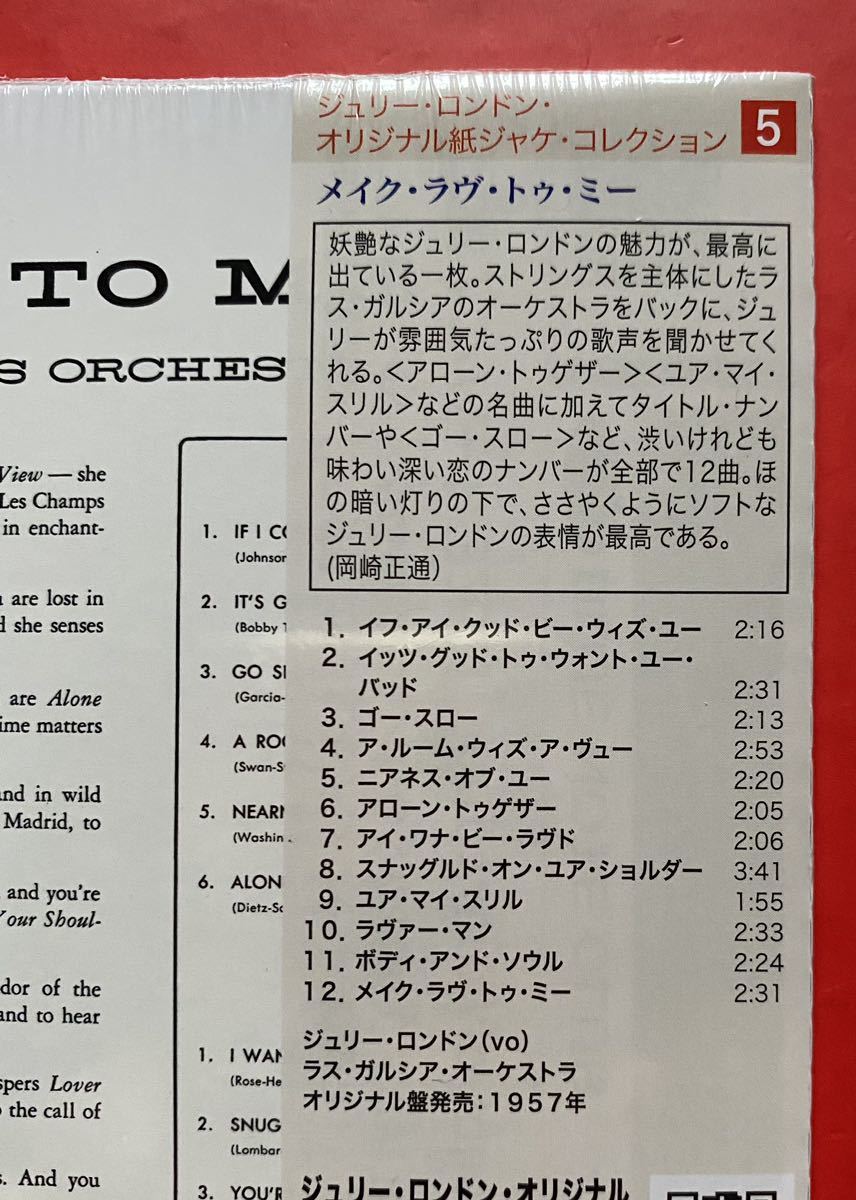 TO M
S ORCHES
View — she
Les Champs
in enchant-
are lost in
she senses
are Alone
time matters
and in wild
Madrid, to
and you're
Your Shoul-
dor of the
and to hear
spers Lover
the call of
s. And you
1. IF I CO
(Johnson
2. IT'S G
(Bobby T
3. GO SL
(Garcia-
4. A ROO
(Swan-S
5. NEARN
(Washin
6. ALON
(Dietz-Sc
1. I WAN
(Rose-He
2. SNUG
(Lombar
3. YOU'R
ジュリー・ロンドン・
オリジナル紙ジャケ・コレクション 5
メイク・ラヴ・トゥ・ミー
妖艶なジュリー・ロンドンの魅力が、最高に
出ている一枚。ストリングスを主体にしたラ
ス・ガルシアのオーケストラをバックに、ジュ
リーが雰囲気たっぷりの歌声を聞かせてく
れる。<アローン・トゥゲザー><ユア・マイ・
スリル>などの名曲に加えてタイトル・ナン
バーや<ゴー・スロー>など、渋いけれども
味わい深い恋のナンバーが全部で12曲。ほ
の暗い灯りの下で、ささやくようにソフトな
ジュリー・ロンドンの表情が最高である。
(岡崎正通)
1. イフ・アイ・クッド・ビー・ウィズ・ユー 2:16
2. イッツ・グッド・トゥ・ウォント・ユー・
バッド 2:31
3. ゴー・スロー 2:13
4. ア・ルーム・ウィズ・ア・ヴュー 2:53
5. ニアネス・オブ・ユー 2:20
6. アローン・トゥゲザー 2:05
7. アイ・ワナ・ビー・ラヴド 2:06
8. スナッグルド・オン・ユア・ショルダー 3:41
9. ユア・マイ・スリル 1:55
10. ラヴァー・マン 2:33
11. ボディ・アンド・ソウル 2:24
12. メイク・ラヴ・トゥ・ミー 2:31
ジュリー・ロンドン(vo)
ラス・ガルシア・オーケストラ
オリジナル盤発売:1957年
ジュリー・ロンドン・オリジナル